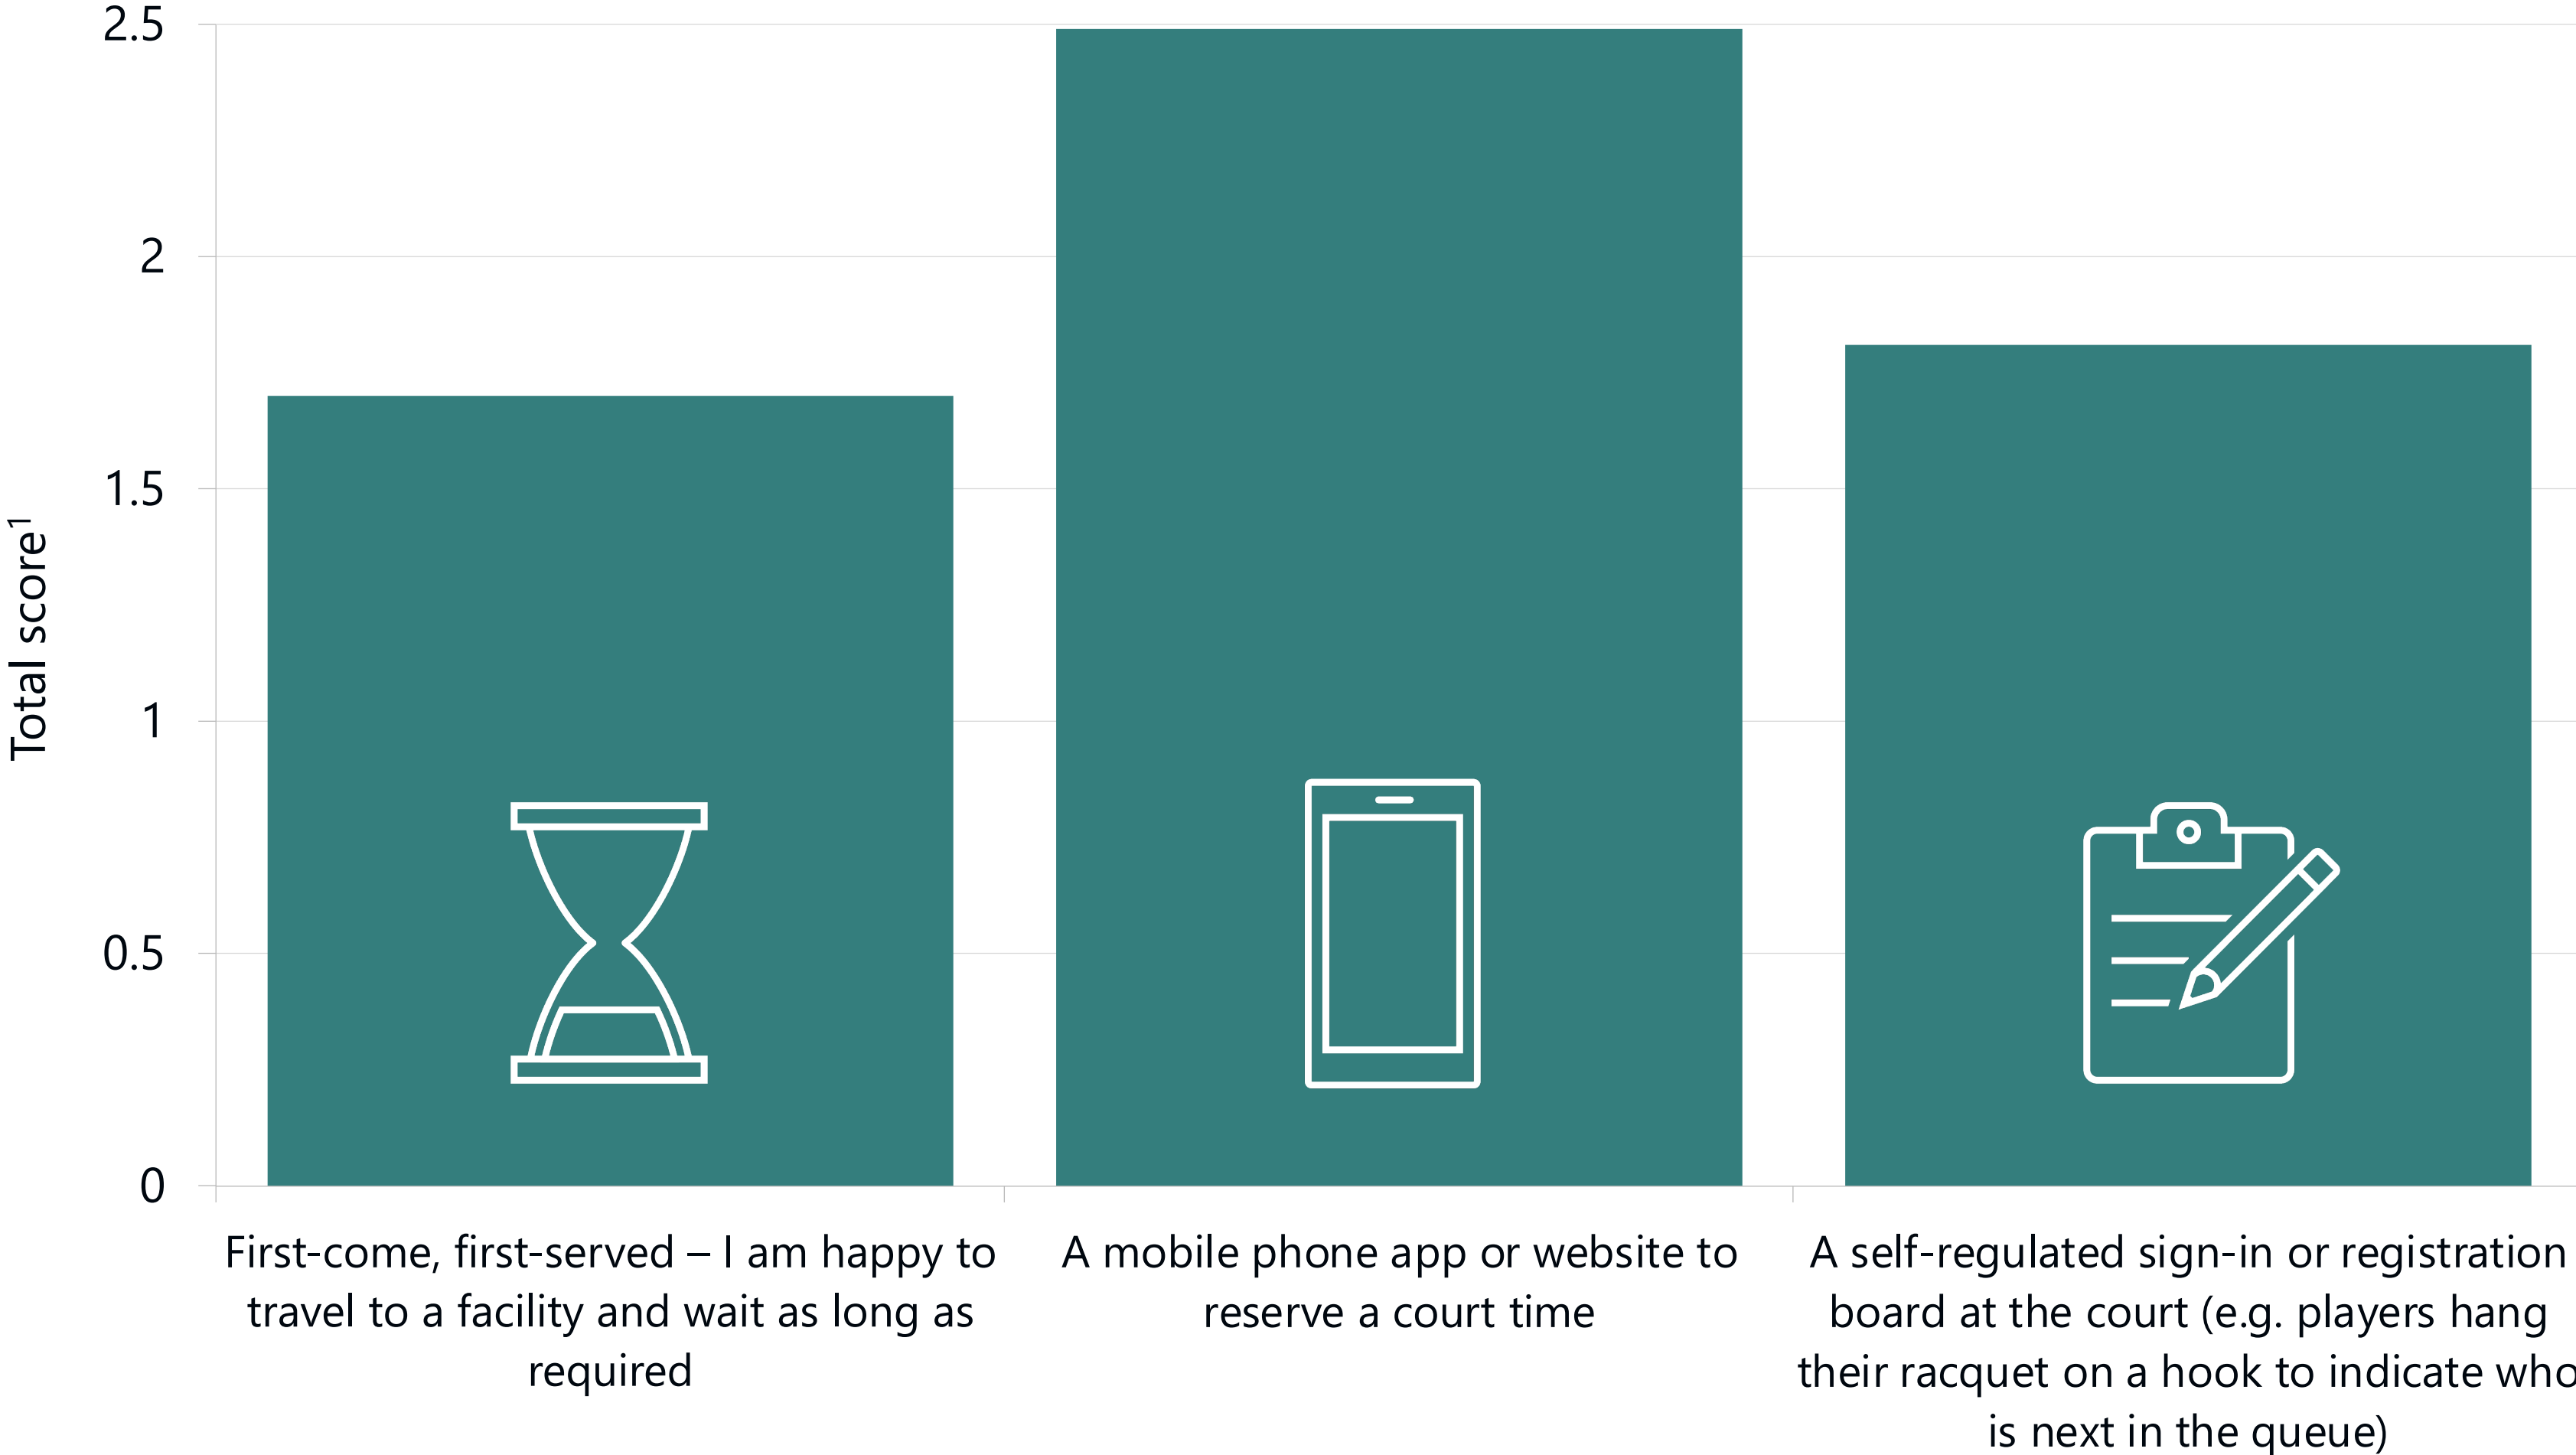 2.5
2
1.5
1
0.5
0
Total score¹
First-come, first-served – I am happy to
travel to a facility and wait as long as
required
A mobile phone app or website to
reserve a court time
A self-regulated sign-in or registration
board at the court (e.g. players hang
their racquet on a hook to indicate who
is next in the queue)